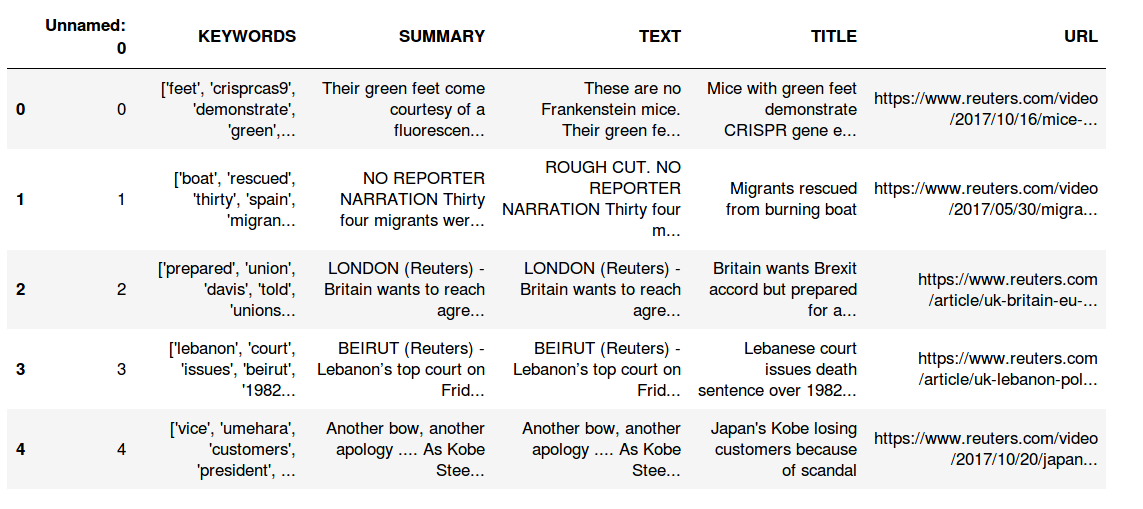 Unnamed:
0 KEYWORDS SUMMARY TEXT TITLE URL
0 0
['feet', 'crisprcas9',
'demonstrate',
'green',...
Their green feet come
courtesy of a
fluorescen...
These are no
Frankenstein mice.
Their green fe...
Mice with green feet
demonstrate
CRISPR gene e...
https://www.reuters.com/video
/2017/10/16/mice-...
1 1
['boat', 'rescued',
'thirty', 'spain',
'migran...
NO REPORTER
NARRATION Thirty
four migrants wer...
ROUGH CUT. NO
REPORTER
NARRATION Thirty four
m...
Migrants rescued
from burning boat
https://www.reuters.com/video
/2017/05/30/migra...
2 2
['prepared', 'union',
'davis', 'told',
'unions...
LONDON (Reuters) -
Britain wants to reach
agre...
LONDON (Reuters) -
Britain wants to reach
agre...
Britain wants Brexit
accord but prepared
for a...
https://www.reuters.com
/article/uk-britain-eu-...
3 3
['lebanon', 'court',
'issues', 'beirut',
'1982...
BEIRUT (Reuters) -
Lebanon’s top court on
Frid...
BEIRUT (Reuters) -
Lebanon’s top court on
Frid...
Lebanese court
issues death
sentence over 1982...
https://www.reuters.com
/article/uk-lebanon-pol...
4 4
['vice', 'umehara',
'customers',
'president', ...
Another bow, another
apology .... As Kobe
Stee...
Another bow, another
apology .... As Kobe
Stee...
Japan's Kobe losing
customers because
of scandal
https://www.reuters.com/video
/2017/10/20/japan...